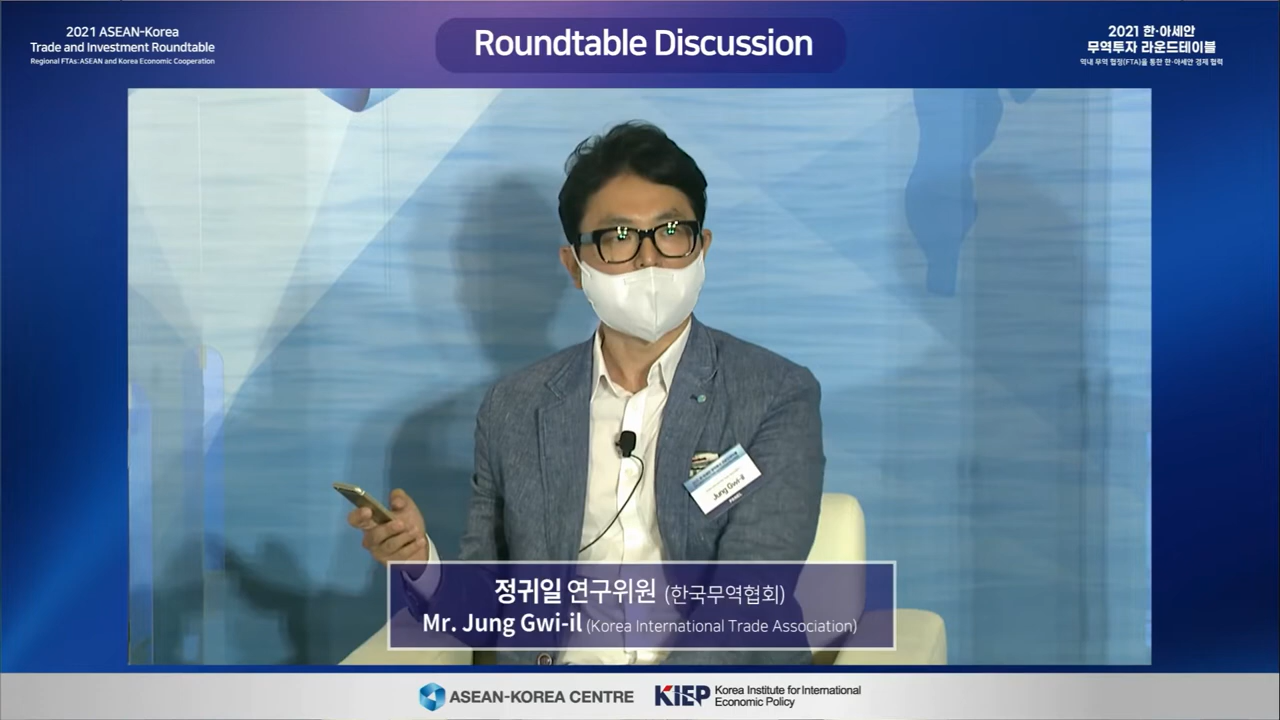 2021 ASEAN-Korea
Trade and Investment Roundtable
Regional FTAs: ASEAN and Korea Economic Cooperation
Roundtable Discussion
2021 한·아세안
무역투자 라운드테이블
역내 무역 협정(FTA)을 통한 한·아세안 경제 협력
Jung Gwi-il
정귀일 연구위원 (한국무역협회)
Mr. Jung Gwi-il (Korea International Trade Association)
ASEAN-KOREA CENTRE
KIEP Korea Institute for International
Economic Policy